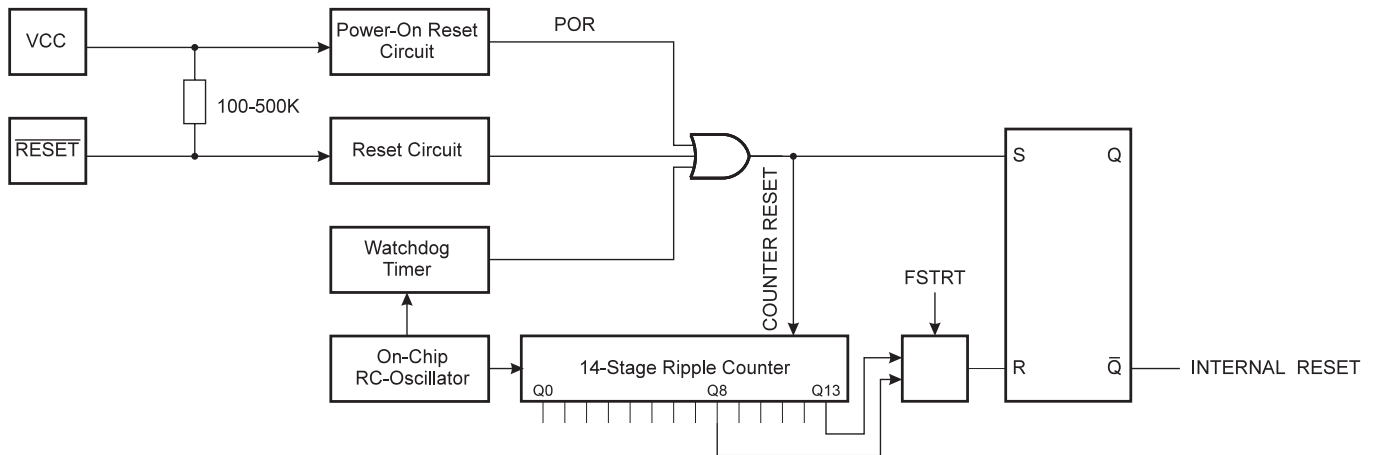 VCC
Power-On Reset
Circuit
POR
100-500K
R̅E̅S̅E̅T̅
Reset Circuit
S
Q
COUNTER RESET
Watchdog
Timer
FSTRT
On-Chip
RC-Oscillator
14-Stage Ripple Counter
Q0
Q8
Q13
R
Q̅
INTERNAL RESET